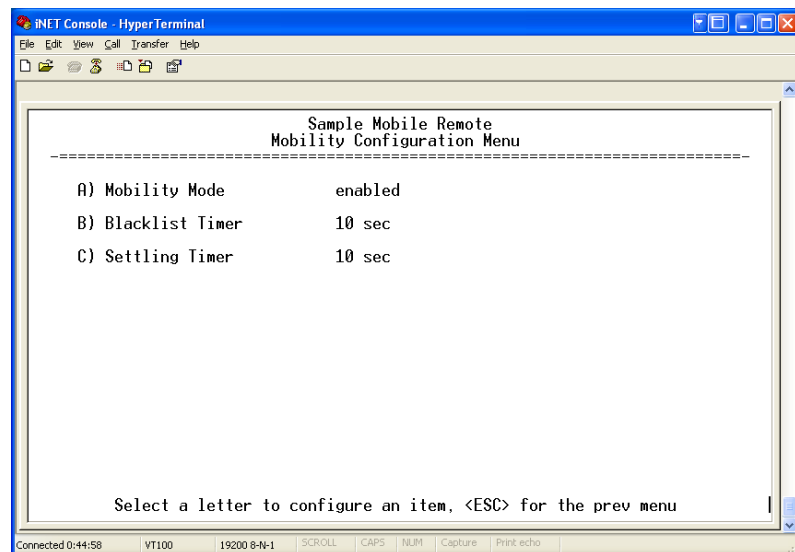 iNET Console - HyperTerminal
File Edit View Call Transfer Help
Sample Mobile Remote
Mobility Configuration Menu
-==========================================================================-
A) Mobility Mode enabled
B) Blacklist Timer 10 sec
C) Settling Timer 10 sec
Select a letter to configure an item, <ESC> for the prev menu
Connected 0:44:58 VT100 19200 8-N-1 SCROLL CAPS NUM Capture Print echo